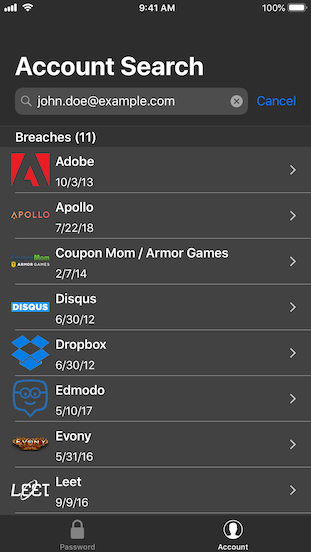 9:41 AM
100%
Account Search
john.doe@example.com
Cancel
Breaches (11)
Adobe
10/3/13
APOLLO
Apollo
7/22/18
Mom
ARMOR GAMES
Coupon Mom / Armor Games
2/7/14
DISQUS
Disqus
6/30/12
Dropbox
6/30/12
Edmodo
5/10/17
EVONY
Evony
5/31/16
LEET
Leet
9/9/16
Password
Account